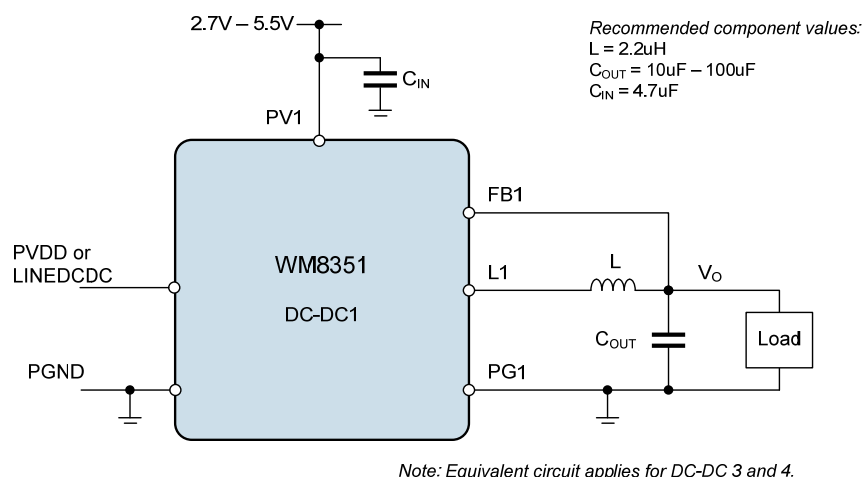 2.7V – 5.5V
Recommended component values:
L = 2.2uH
COUT = 10uF – 100uF
CIN = 4.7uF
CIN
PV1
FB1
PVDD or
LINEDCDC
WM8351
DC-DC1
L1
L
VO
COUT
Load
PGND
PG1
Note: Equivalent circuit applies for DC-DC 3 and 4.